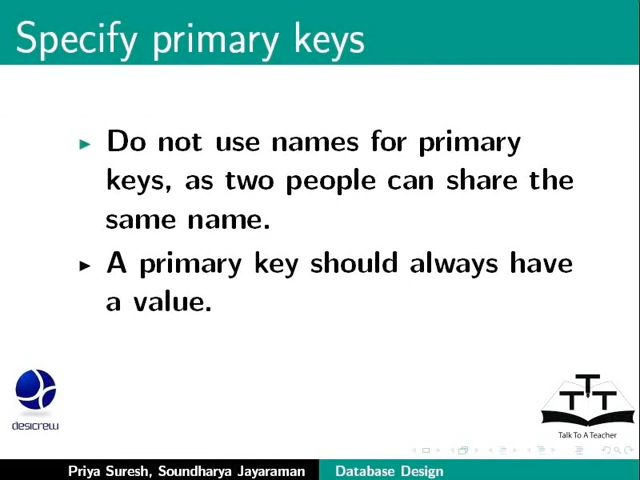 Specify primary keys
Do not use names for primary
keys, as two people can share the
same name.
A primary key should always have
a value.
desicrew
TTT
Talk To A Teacher
Priya Suresh, Soundharya Jayaraman
Database Design